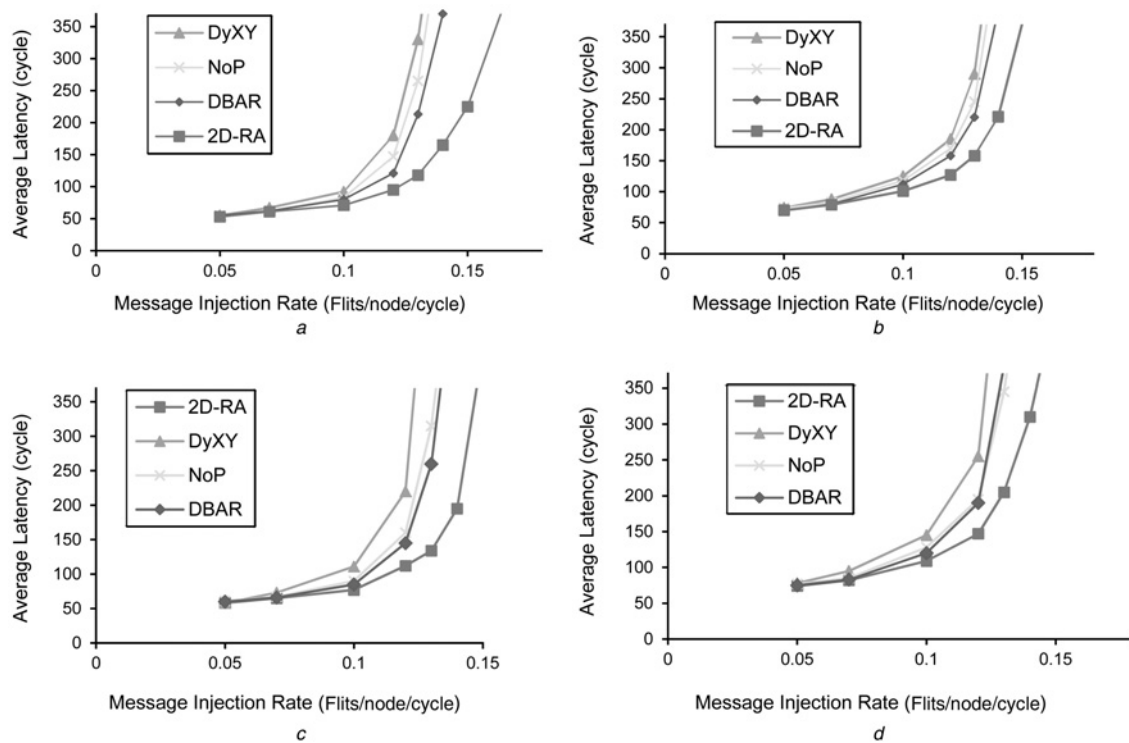 350
300
250
200
150
100
50
0
Average Latency (cycle)
DyXY
NoP
DBAR
2D-RA
0
0.05
0.1
0.15
Message Injection Rate (Flits/node/cycle)
a
350
300
250
200
150
100
50
0
Average Latency (cycle)
DyXY
NoP
DBAR
2D-RA
0
0.05
0.1
0.15
Message Injection Rate (Flits/node/cycle)
b
350
300
250
200
150
100
50
0
Average Latency (cycle)
2D-RA
DyXY
NoP
DBAR
0
0.05
0.1
0.15
Message Injection Rate (Flits/node/cycle)
c
350
300
250
200
150
100
50
0
Average Latency (cycle)
2D-RA
DyXY
NoP
DBAR
0
0.05
0.1
0.15
Message Injection Rate (Flits/node/cycle)
d